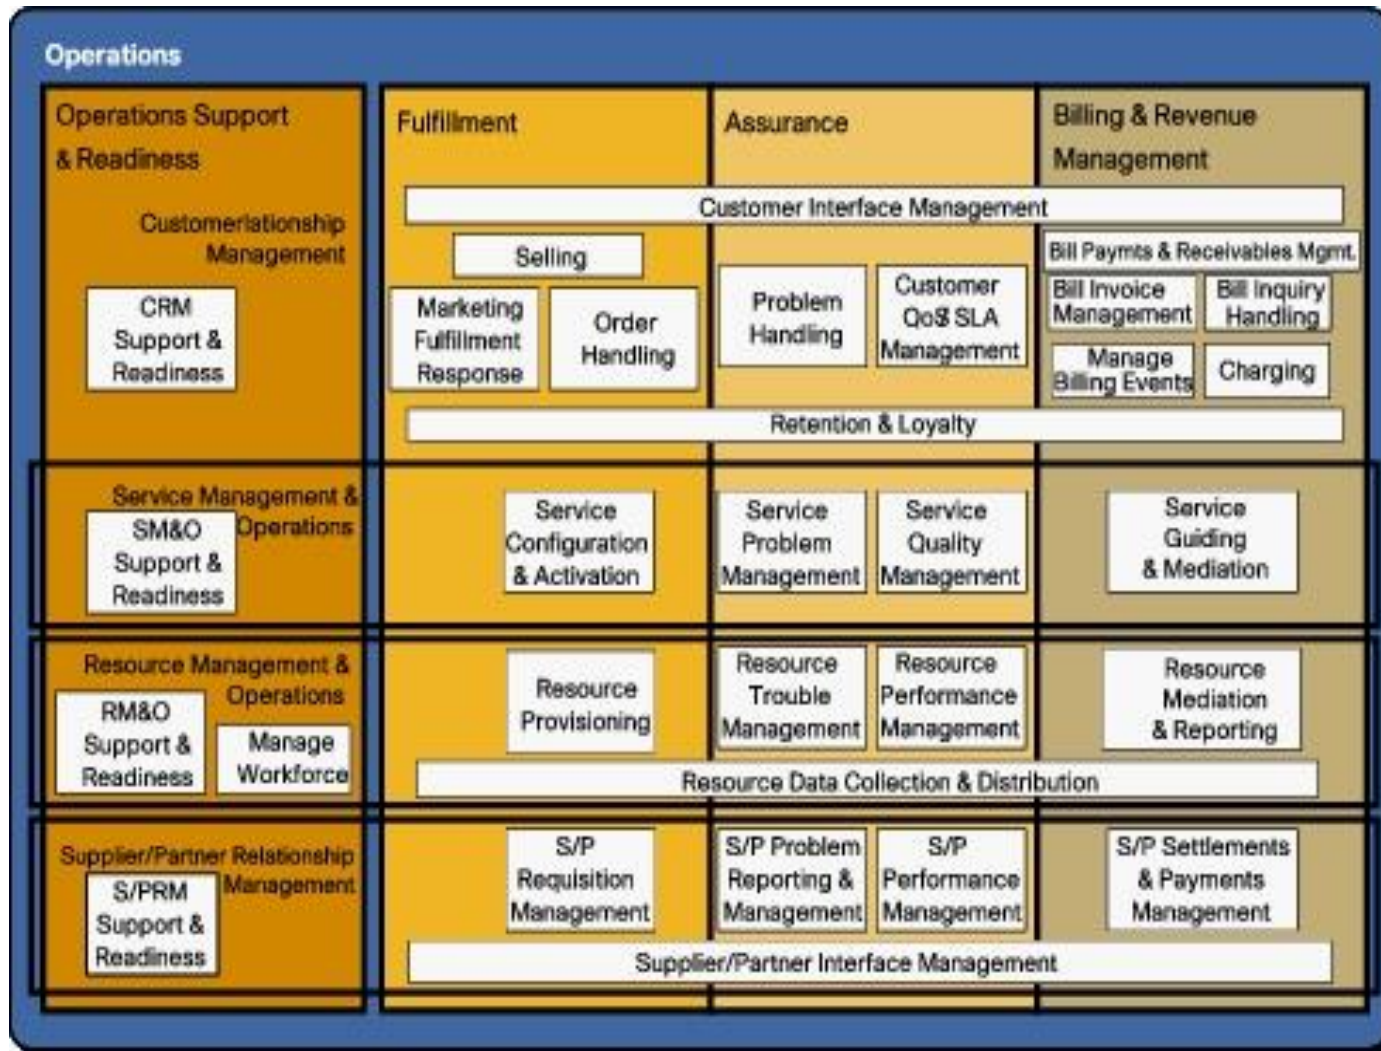 Operations
Operations Support
& Readiness
Fulfillment
Assurance
Billing & Revenue
Management
Customerlationship
Management
CRM
Support &
Readiness
Customer Interface Management
Selling
Marketing
Fulfillment
Response
Order
Handling
Problem
Handling
Customer
QoS/ SLA
Management
Bill Paymts & Receivables Mgmt.
Bill Invoice
Management
Bill Inquiry
Handling
Manage
Billing Events
Charging
Retention & Loyalty
Service Management &
Operations
SM&O
Support &
Readiness
Service
Configuration
& Activation
Service
Problem
Management
Service
Quality
Management
Service
Guiding
& Mediation
Resource Management &
Operations
RM&O
Support &
Readiness
Manage
Workforce
Resource
Provisioning
Resource
Trouble
Management
Resource
Performance
Management
Resource
Mediation
& Reporting
Resource Data Collection & Distribution
Supplier/Partner Relationship
Management
S/PRM
Support &
Readiness
S/P
Requisition
Management
S/P Problem
Reporting &
Management
S/P
Performance
Management
S/P Settlements
& Payments
Management
Supplier/Partner Interface Management